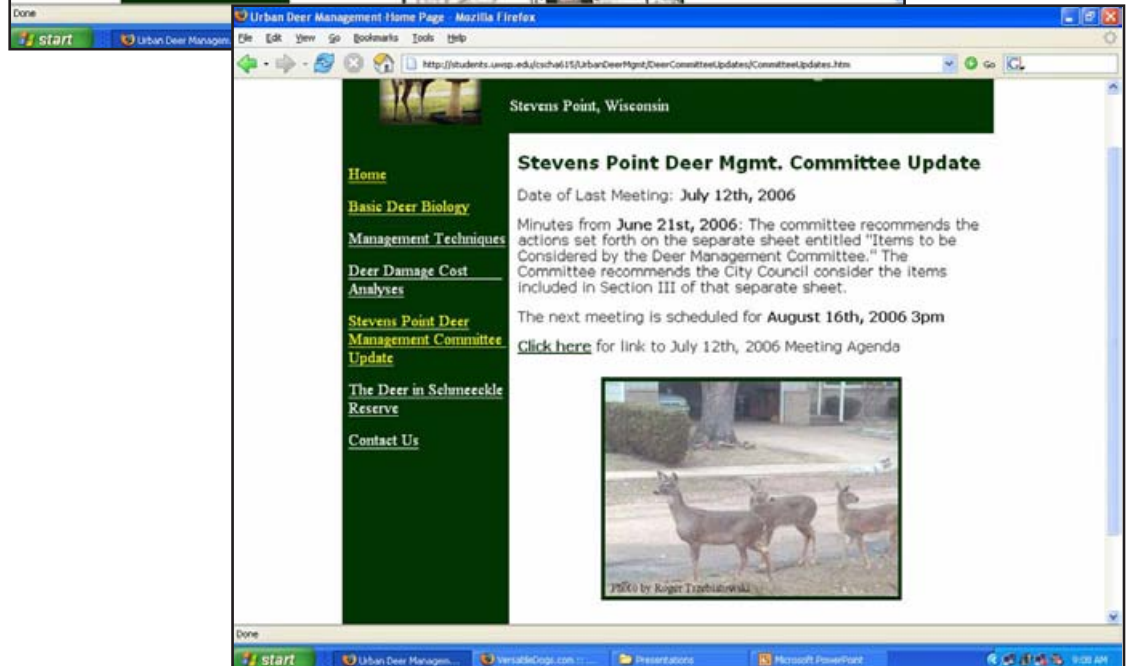 Done
start
Urban Deer Managem
Urban Deer Management Home Page - Mozilla Firefox
File Edit View Go Bookmarks Tools Help
http://students.uwsp.edu/cscha615/UrbanDeerMgmt/DeerCommitteeUpdates/CommitteeUpdates.htm
Go
Stevens Point, Wisconsin
Home
Basic Deer Biology
Management Techniques
Deer Damage Cost
Analyses
Stevens Point Deer
Management Committee
Update
The Deer in Schmeeckle
Reserve
Contact Us
Stevens Point Deer Mgmt. Committee Update
Date of Last Meeting: July 12th, 2006
Minutes from June 21st, 2006: The committee recommends the
actions set forth on the separate sheet entitled "Items to be
Considered by the Deer Management Committee." The
Committee recommends the City Council consider the items
included in Section III of that separate sheet.
The next meeting is scheduled for August 16th, 2006 3pm
Click here for link to July 12th, 2006 Meeting Agenda
Photo by Roger Trzebiatowski
Done
start
Urban Deer Managem...
VersatileDogs.com :: ...
Presentations
Microsoft PowerPoint
9:08 AM